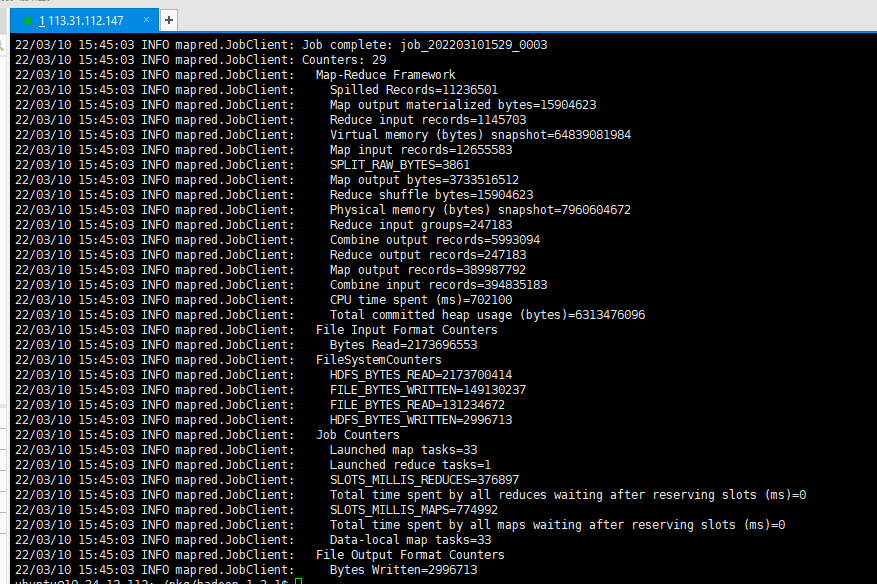 1 113.31.112.147 × +
22/03/10 15:45:03 INFO mapred.JobClient: Job complete: job_202203101529_0003
22/03/10 15:45:03 INFO mapred.JobClient: Counters: 29
22/03/10 15:45:03 INFO mapred.JobClient:   Map-Reduce Framework
22/03/10 15:45:03 INFO mapred.JobClient:     Spilled Records=11236501
22/03/10 15:45:03 INFO mapred.JobClient:     Map output materialized bytes=15904623
22/03/10 15:45:03 INFO mapred.JobClient:     Reduce input records=1145703
22/03/10 15:45:03 INFO mapred.JobClient:     Virtual memory (bytes) snapshot=64839081984
22/03/10 15:45:03 INFO mapred.JobClient:     Map input records=12655583
22/03/10 15:45:03 INFO mapred.JobClient:     SPLIT_RAW_BYTES=3861
22/03/10 15:45:03 INFO mapred.JobClient:     Map output bytes=3733516512
22/03/10 15:45:03 INFO mapred.JobClient:     Reduce shuffle bytes=15904623
22/03/10 15:45:03 INFO mapred.JobClient:     Physical memory (bytes) snapshot=7960604672
22/03/10 15:45:03 INFO mapred.JobClient:     Reduce input groups=247183
22/03/10 15:45:03 INFO mapred.JobClient:     Combine output records=5993094
22/03/10 15:45:03 INFO mapred.JobClient:     Reduce output records=247183
22/03/10 15:45:03 INFO mapred.JobClient:     Map output records=389987792
22/03/10 15:45:03 INFO mapred.JobClient:     Combine input records=394835183
22/03/10 15:45:03 INFO mapred.JobClient:     CPU time spent (ms)=702100
22/03/10 15:45:03 INFO mapred.JobClient:     Total committed heap usage (bytes)=6313476096
22/03/10 15:45:03 INFO mapred.JobClient:   File Input Format Counters
22/03/10 15:45:03 INFO mapred.JobClient:     Bytes Read=2173696553
22/03/10 15:45:03 INFO mapred.JobClient:   FileSystemCounters
22/03/10 15:45:03 INFO mapred.JobClient:     HDFS_BYTES_READ=2173700414
22/03/10 15:45:03 INFO mapred.JobClient:     FILE_BYTES_WRITTEN=149130237
22/03/10 15:45:03 INFO mapred.JobClient:     FILE_BYTES_READ=131234672
22/03/10 15:45:03 INFO mapred.JobClient:     HDFS_BYTES_WRITTEN=2996713
22/03/10 15:45:03 INFO mapred.JobClient:   Job Counters
22/03/10 15:45:03 INFO mapred.JobClient:     Launched map tasks=33
22/03/10 15:45:03 INFO mapred.JobClient:     Launched reduce tasks=1
22/03/10 15:45:03 INFO mapred.JobClient:     SLOTS_MILLIS_REDUCES=376897
22/03/10 15:45:03 INFO mapred.JobClient:     Total time spent by all reduces waiting after reserving slots (ms)=0
22/03/10 15:45:03 INFO mapred.JobClient:     SLOTS_MILLIS_MAPS=774992
22/03/10 15:45:03 INFO mapred.JobClient:     Total time spent by all maps waiting after reserving slots (ms)=0
22/03/10 15:45:03 INFO mapred.JobClient:     Data-local map tasks=33
22/03/10 15:45:03 INFO mapred.JobClient:   File Output Format Counters
22/03/10 15:45:03 INFO mapred.JobClient:     Bytes Written=2996713